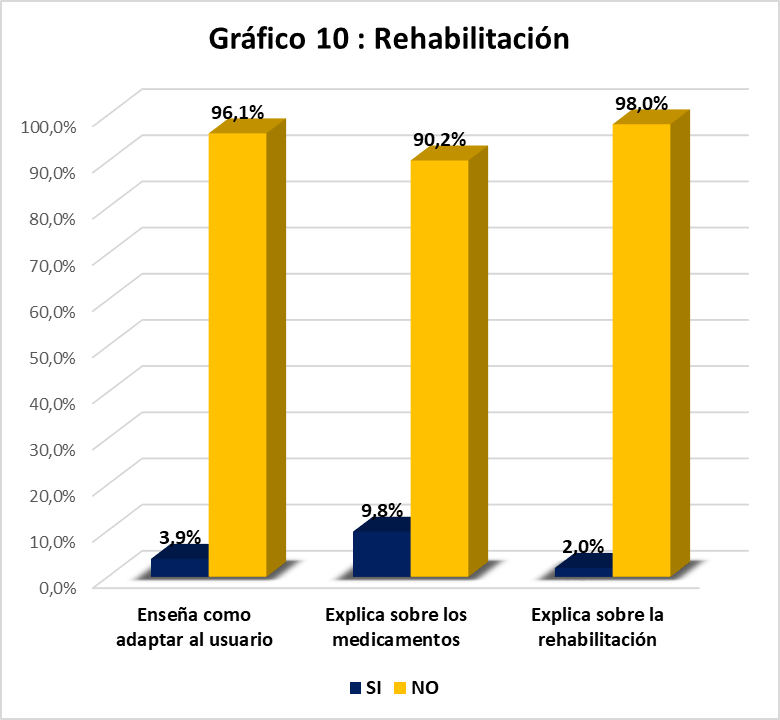 Gráfico 10 : Rehabilitación
96,1%
90,2%
98,0%
3,9%
9,8%
2,0%
100,0%
90,0%
80,0%
70,0%
60,0%
50,0%
40,0%
30,0%
20,0%
10,0%
0,0%
Enseña como
adaptar al usuario
Explica sobre los
medicamentos
Explica sobre la
rehabilitación
SI NO